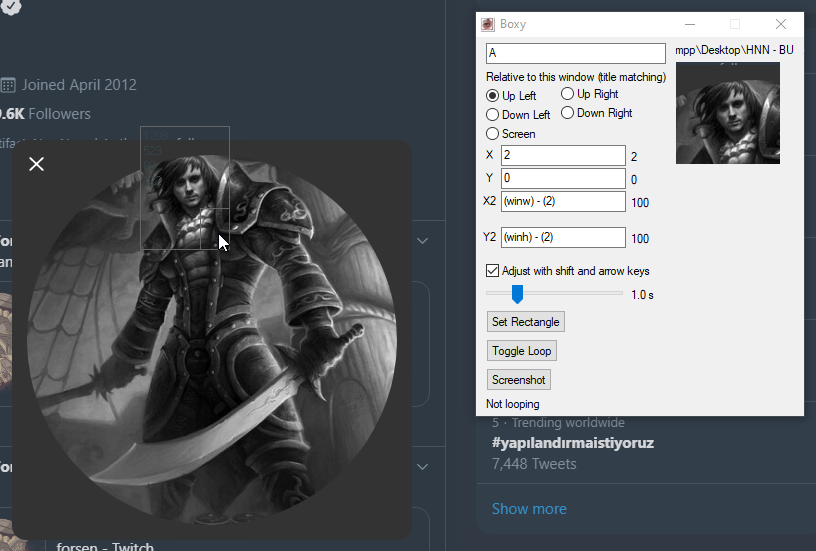 Joined April 2012
9.6K Followers
Boxy
A
mpp\Desktop\HNN - BU
Relative to this window (title matching)
Up Left
Up Right
Down Left
Down Right
Screen
X
2
2
Y
0
0
X2
(winw) - (2)
100
Y2
(winh) - (2)
100
Adjust with shift and arrow keys
1.0 s
Set Rectangle
Toggle Loop
Screenshot
Not looping
5 · Trending worldwide
#yapılandırmaistiyoruz
7,448 Tweets
Show more
forsen - Twitch